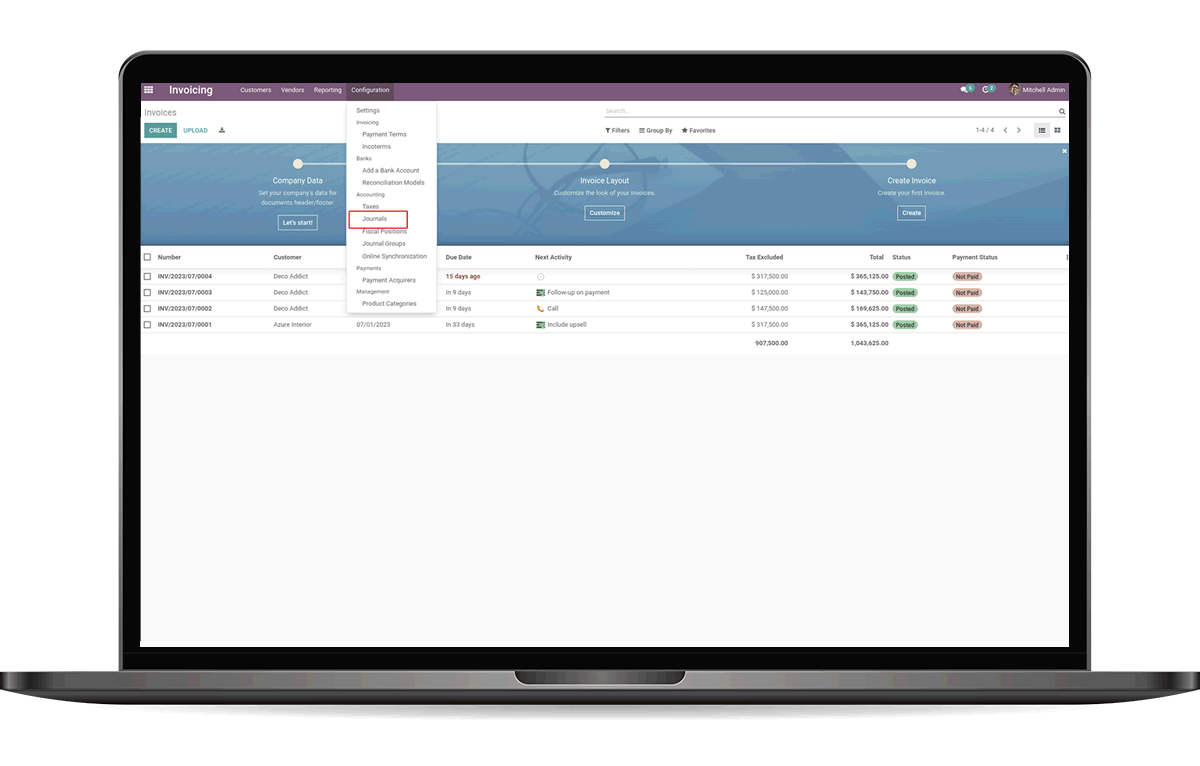 Invoicing Customers Vendors Reporting Configuration 5 2 Mitchell Admin
Invoices
Search...
CREATE UPLOAD
Filters Group By Favorites 1-4 / 4
Settings
Invoicing
Payment Terms
Incoterms
Banks
Add a Bank Account
Reconciliation Models
Accounting
Taxes
Journals
Fiscal Positions
Journal Groups
Online Synchronization
Payments
Payment Acquirers
Management
Product Categories
Company Data
Set your company's data for
documents header/footer.
Let's start!
Invoice Layout
Customize the look of your invoices.
Customize
Create Invoice
Create your first invoice.
Create
Number Customer Due Date Next Activity Tax Excluded Total Status Payment Status
INV/2023/07/0004 Deco Addict 15 days ago $ 317,500.00 $ 365,125.00 Posted Not Paid
INV/2023/07/0003 Deco Addict In 9 days Follow-up on payment $ 125,000.00 $ 143,750.00 Posted Not Paid
INV/2023/07/0002 Deco Addict In 9 days Call $ 147,500.00 $ 169,625.00 Posted Not Paid
INV/2023/07/0001 Azure Interior 07/01/2023 In 33 days Include upsell $ 317,500.00 $ 365,125.00 Posted Not Paid
907,500.00 1,043,625.00